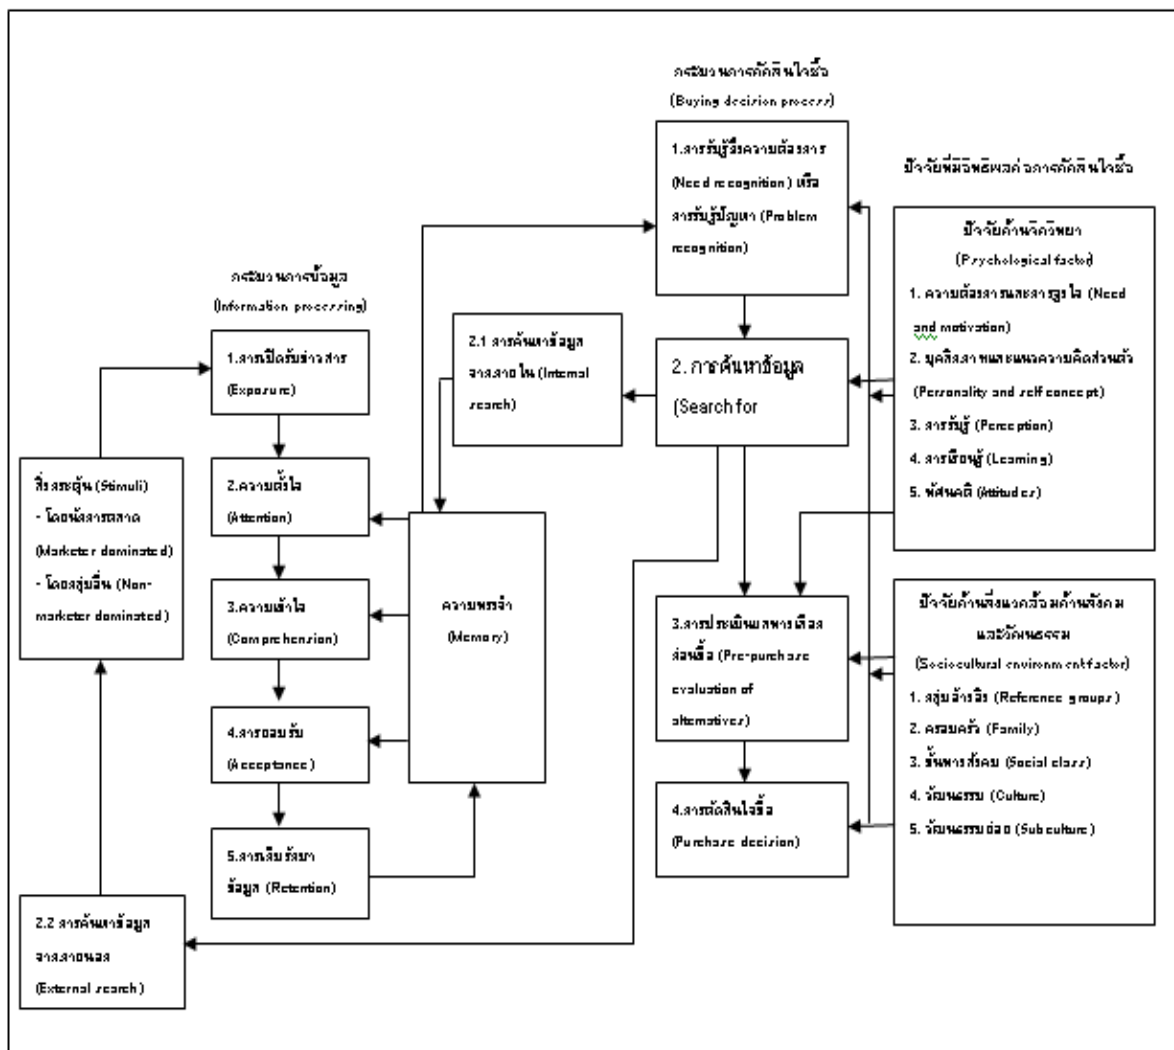 กระบวนการตัดสินใจซื้อ
(Buying decision process)
1.การรับรู้ถึงความต้องการ
(Need recognition) หรือ
การรับรู้ปัญหา (Problem
recognition)
ปัจจัยที่มีอิทธิพลต่อการตัดสินใจซื้อ
ปัจจัยด้านจิตวิทยา
(Psychological factor)
1. ความต้องการและการจูงใจ (Need
and motivation)
2. บุคลิกภาพและแนวความคิดส่วนตัว
(Personality and self concept)
3. การรับรู้ (Perception)
4. การเรียนรู้ (Learning)
5. ทัศนคติ (Attitudes)
กระบวนการข้อมูล
(Information processing)
1.การเปิดรับข่าวสาร
(Exposure)
2.1 การค้นหาข้อมูล
จากภายใน (Internal
search)
2. การค้นหาข้อมูล
(Search for
สิ่งกระตุ้น (Stimuli)
- โดยนักการตลาด
(Marketer dominated)
- โดยกลุ่มอื่น (Non-
marketer dominated)
2.ความตั้งใจ
(Attention)
3.ความเข้าใจ
(Comprehension)
ความทรงจำ
(Memory)
4.การยอมรับ
(Acceptance)
5.การเก็บรักษา
ข้อมูล (Retention)
3.การประเมินผลทางเลือก
ก่อนซื้อ (Pre-purchase
evaluation of
alternatives)
4.การตัดสินใจซื้อ
(Purchase decision)
ปัจจัยด้านสิ่งแวดล้อมด้านสังคม
และวัฒนธรรม
(Sociocultural environment factor)
1. กลุ่มอ้างอิง (Reference groups)
2. ครอบครัว (Family)
3. ชั้นทางสังคม (Social class)
4. วัฒนธรรม (Culture)
5. วัฒนธรรมย่อย (Subculture)
2.2 การค้นหาข้อมูล
จากภายนอก
(External search)